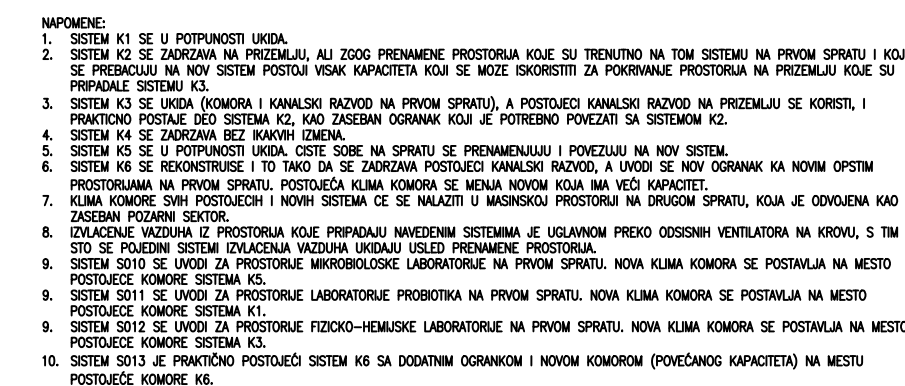 NAPOMENE:
1. SISTEM K1 SE U POTPUNOSTI UKIDA.
2. SISTEM K2 SE ZADRZAVA NA PRIZEMLJU, ALI ZGOG PRENAMENE PROSTORIJA KOJE SU TRENUTNO NA TOM SISTEMU NA PRVOM SPRATU I KOJ
SE PREBACUJU NA NOV SISTEM POSTOJI VISAK KAPACITETA KOJI SE MOZE ISKORISTITI ZA POKRIVANJE PROSTORIJA NA PRIZEMLJU KOJE SU
PRIPADALE SISTEMU K3.
3. SISTEM K3 SE UKIDA (KOMORA I KANALSKI RAZVOD NA PRVOM SPRATU), A POSTOJECI KANALSKI RAZVOD NA PRIZEMLJU SE KORISTI, I
PRAKTICNO POSTAJE DEO SISTEMA K2, KAO ZASEBAN OGRANAK KOJI JE POTREBNO POVEZATI SA SISTEMOM K2.
4. SISTEM K4 SE ZADRZAVA BEZ IKAKVIH IZMENA.
5. SISTEM K5 SE U POTPUNOSTI UKIDA. CISTE SOBE NA SPRATU SE PRENAMENJUJU I POVEZUJU NA NOV SISTEM.
6. SISTEM K6 SE REKONSTRUISE I TO TAKO DA SE ZADRZAVA POSTOJECI KANALSKI RAZVOD, A UVODI SE NOV OGRANAK KA NOVIM OPSTIM
PROSTORIJAMA NA PRVOM SPRATU. POSTOJEĆA KLIMA KOMORA SE MENJA NOVOM KOJA IMA VEĆI KAPACITET.
7. KLIMA KOMORE SVIH POSTOJECIH I NOVIH SISTEMA CE SE NALAZITI U MASINSKOJ PROSTORIJI NA DRUGOM SPRATU, KOJA JE ODVOJENA KAO
ZASEBAN POZARNI SEKTOR.
8. IZVLACENJE VAZDUHA IZ PROSTORIJA KOJE PRIPADAJU NAVEDENIM SISTEMIMA JE UGLAVNOM PREKO ODSISNIH VENTILATORA NA KROVU, S TIM
STO SE POJEDINI SISTEMI IZVLACENJA VAZDUHA UKIDAJU USLED PRENAMENE PROSTORIJA.
9. SISTEM S010 SE UVODI ZA PROSTORIJE MIKROBIOLOSKE LABORATORIJE NA PRVOM SPRATU. NOVA KLIMA KOMORA SE POSTAVLJA NA MESTO
POSTOJECE KOMORE SISTEMA K5.
9. SISTEM S011 SE UVODI ZA PROSTORIJE LABORATORIJE PROBIOTIKA NA PRVOM SPRATU. NOVA KLIMA KOMORA SE POSTAVLJA NA MESTO
POSTOJECE KOMORE SISTEMA K1.
9. SISTEM S012 SE UVODI ZA PROSTORIJE FIZICKO-HEMIJSKE LABORATORIJE NA PRVOM SPRATU. NOVA KLIMA KOMORA SE POSTAVLJA NA MESTO
POSTOJECE KOMORE SISTEMA K3.
10. SISTEM S013 JE PRAKTIČNO POSTOJEĆI SISTEM K6 SA DODATNIM OGRANKOM I NOVOM KOMOROM (POVEĆANOG KAPACITETA) NA MESTU
POSTOJEĆE KOMORE K6.